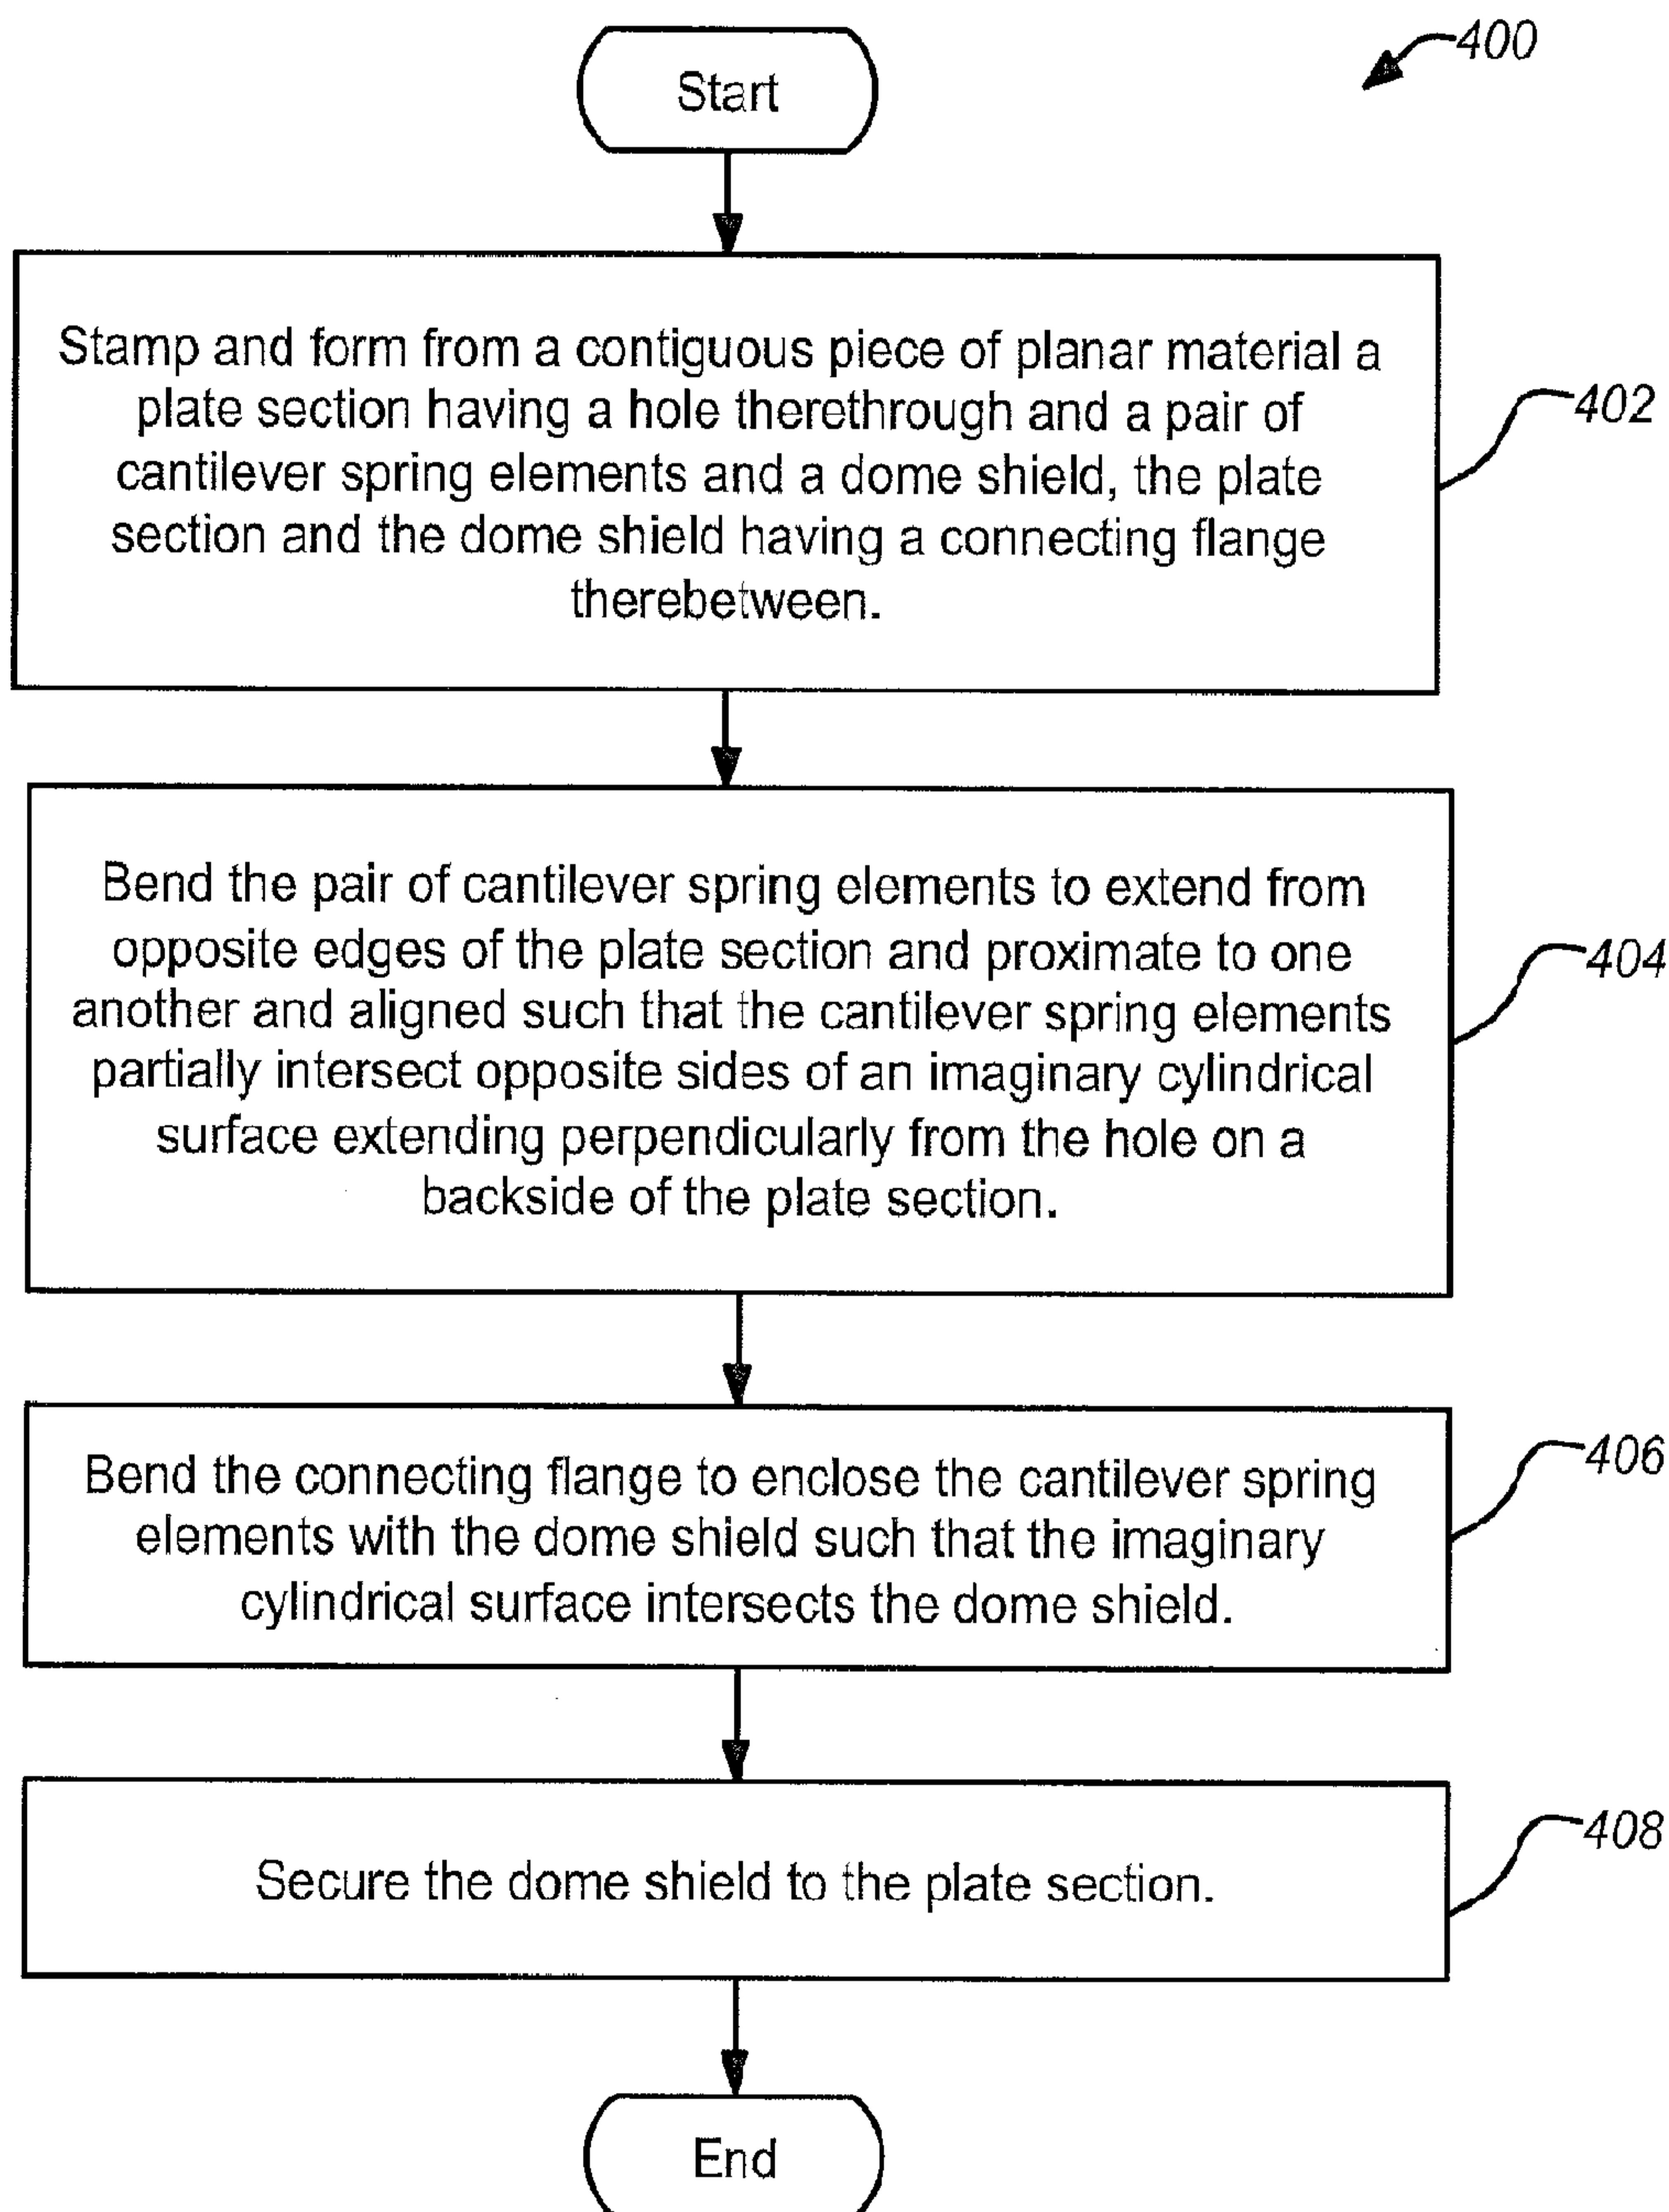 400
Start
Stamp and form from a contiguous piece of planar material a
plate section having a hole therethrough and a pair of
cantilever spring elements and a dome shield, the plate
section and the dome shield having a connecting flange
therebetween.
402
Bend the pair of cantilever spring elements to extend from
opposite edges of the plate section and proximate to one
another and aligned such that the cantilever spring elements
partially intersect opposite sides of an imaginary cylindrical
surface extending perpendicularly from the hole on a
backside of the plate section.
404
Bend the connecting flange to enclose the cantilever spring
elements with the dome shield such that the imaginary
cylindrical surface intersects the dome shield.
406
Secure the dome shield to the plate section.
408
End